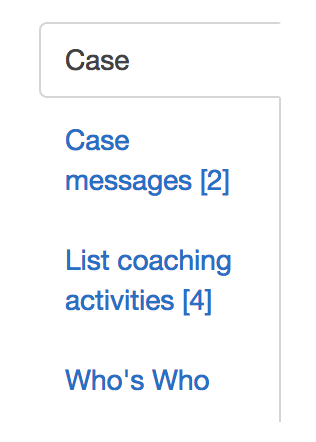 Case
Case
messages [2]
List coaching
activities [4]
Who's Who